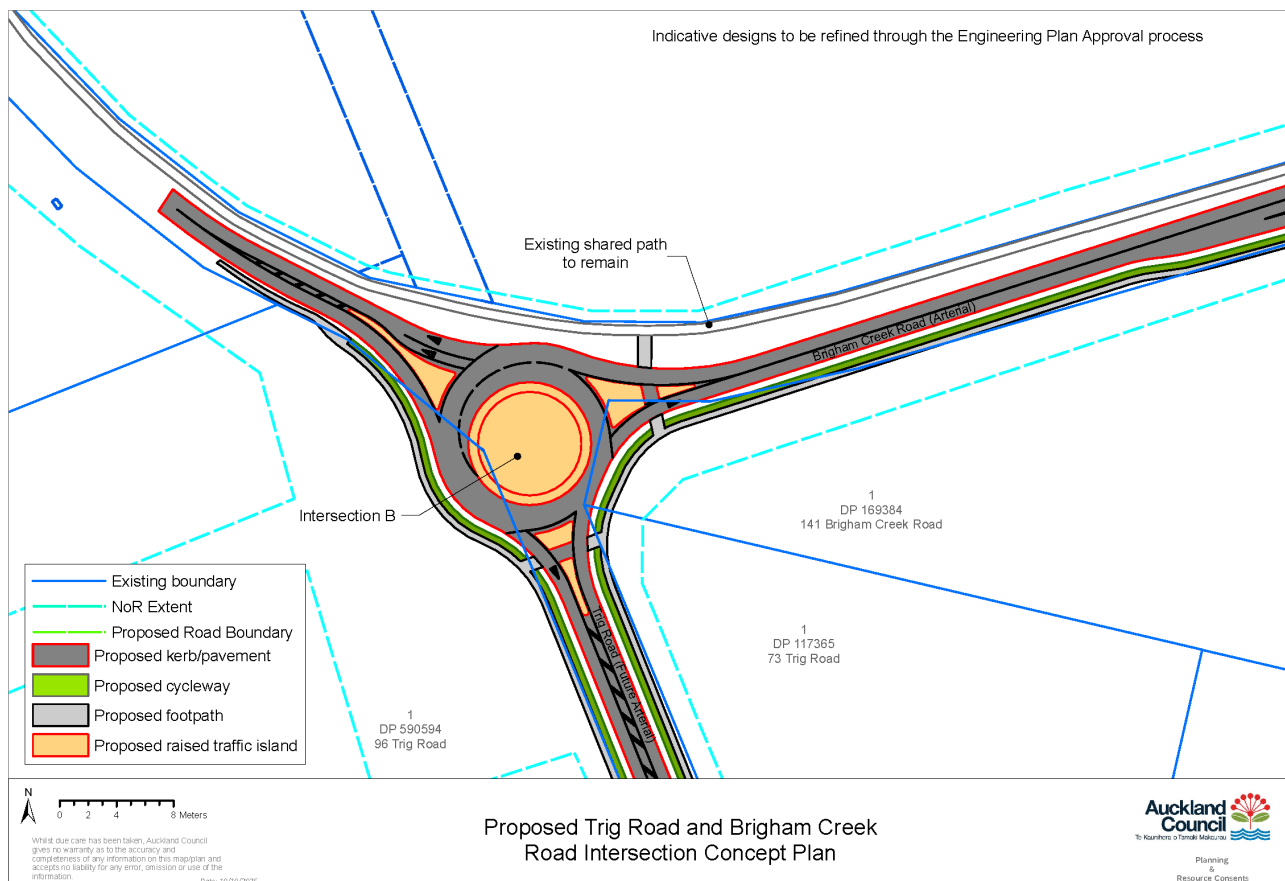 Indicative designs to be refined through the Engineering Plan Approval process
Existing shared path
to remain
Brigham Creek Road (Arterial)
Intersection B
1
DP 169384
141 Brigham Creek Road
Trig Road (Future Arterial)
1
DP 117365
73 Trig Road
1
DP 590594
96 Trig Road
Existing boundary
NoR Extent
Proposed Road Boundary
Proposed kerb/pavement
Proposed cycleway
Proposed footpath
Proposed raised traffic island
N
0 2 4 8 Meters
Whilst due care has been taken, Auckland Council
gives no warranty as to the accuracy and
completeness of any information on this map/plan and
accepts no liability for any error, omission or use of the
information.
Proposed Trig Road and Brigham Creek
Road Intersection Concept Plan
Auckland
Council
Te Kaunihera o Tāmaki Makaurau
Planning
&
Resource Consents